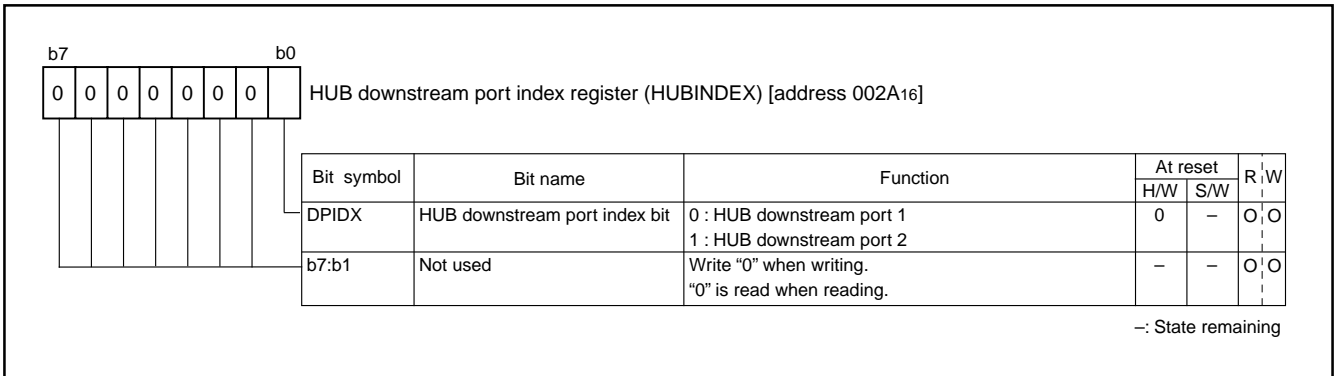 b7 b0
0 0 0 0 0 0 0 HUB downstream port index register (HUBINDEX) [address 002A16]
Bit symbol Bit name Function At reset R W
H/W S/W
DPIDX HUB downstream port index bit 0 : HUB downstream port 1 0 – O O
1 : HUB downstream port 2
b7:b1 Not used Write “0” when writing. – – O O
“0” is read when reading.
–: State remaining